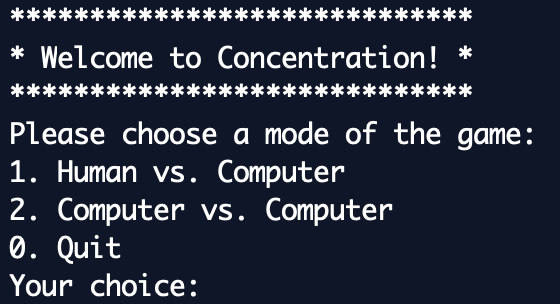 *****************************
* Welcome to Concentration! *
*****************************
Please choose a mode of the game:
1. Human vs. Computer
2. Computer vs. Computer
0. Quit
Your choice: